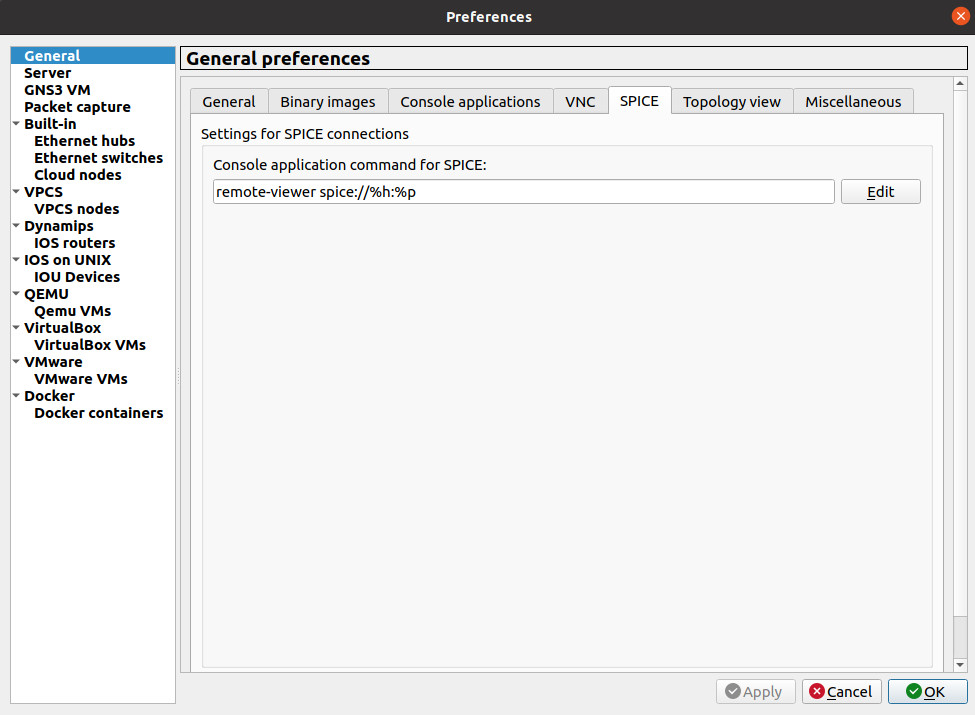 Preferences
General
Server
GNS3 VM
Packet capture
Built-in
Ethernet hubs
Ethernet switches
Cloud nodes
VPCS
VPCS nodes
Dynamips
IOS routers
IOS on UNIX
IOU Devices
QEMU
Qemu VMs
VirtualBox
VirtualBox VMs
VMware
VMware VMs
Docker
Docker containers
General preferences
General Binary images Console applications VNC SPICE Topology view Miscellaneous
Settings for SPICE connections
Console application command for SPICE:
remote-viewer spice://%h:%p Edit
Apply Cancel OK